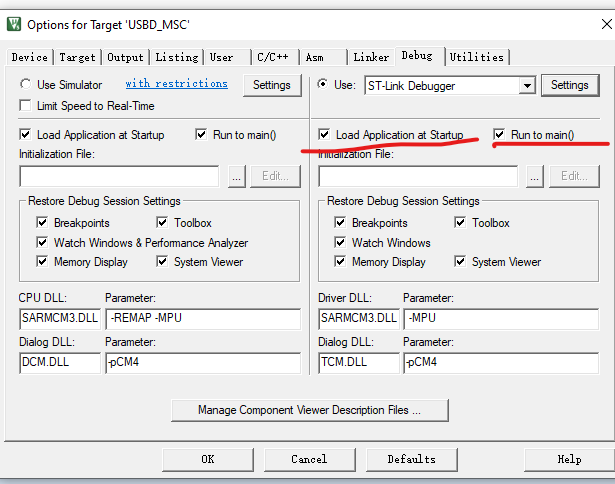 Options for Target 'USBD_MSC'
Device Target Output Listing User C/C++ Asm Linker Debug Utilities
Use Simulator with restrictions Settings
Limit Speed to Real-Time
Load Application at Startup Run to main()
Initialization File:
... Edit...
Restore Debug Session Settings
Breakpoints Toolbox
Watch Windows & Performance Analyzer
Memory Display System Viewer
CPU DLL: Parameter:
SARMCM3.DLL -REMAP -MPU
Dialog DLL: Parameter:
DCM.DLL -pCM4
Use: ST-Link Debugger Settings
Load Application at Startup Run to main()
Initialization File:
... Edit...
Restore Debug Session Settings
Breakpoints Toolbox
Watch Windows
Memory Display System Viewer
Driver DLL: Parameter:
SARMCM3.DLL -MPU
Dialog DLL: Parameter:
TCM.DLL -pCM4
Manage Component Viewer Description Files ...
OK Cancel Defaults Help